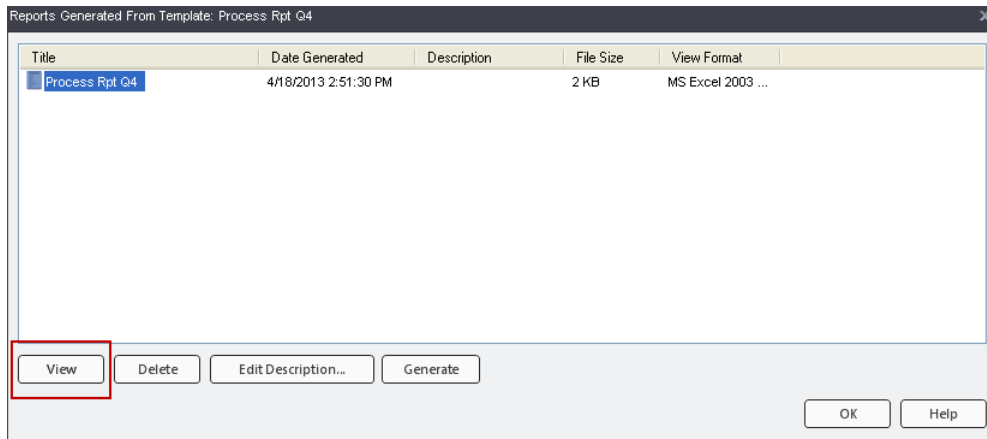 Reports Generated From Template: Process Rpt Q4
Title Date Generated Description File Size View Format
Process Rpt Q4 4/18/2013 2:51:30 PM 2 KB MS Excel 2003 ...
View Delete Edit Description... Generate
OK Help